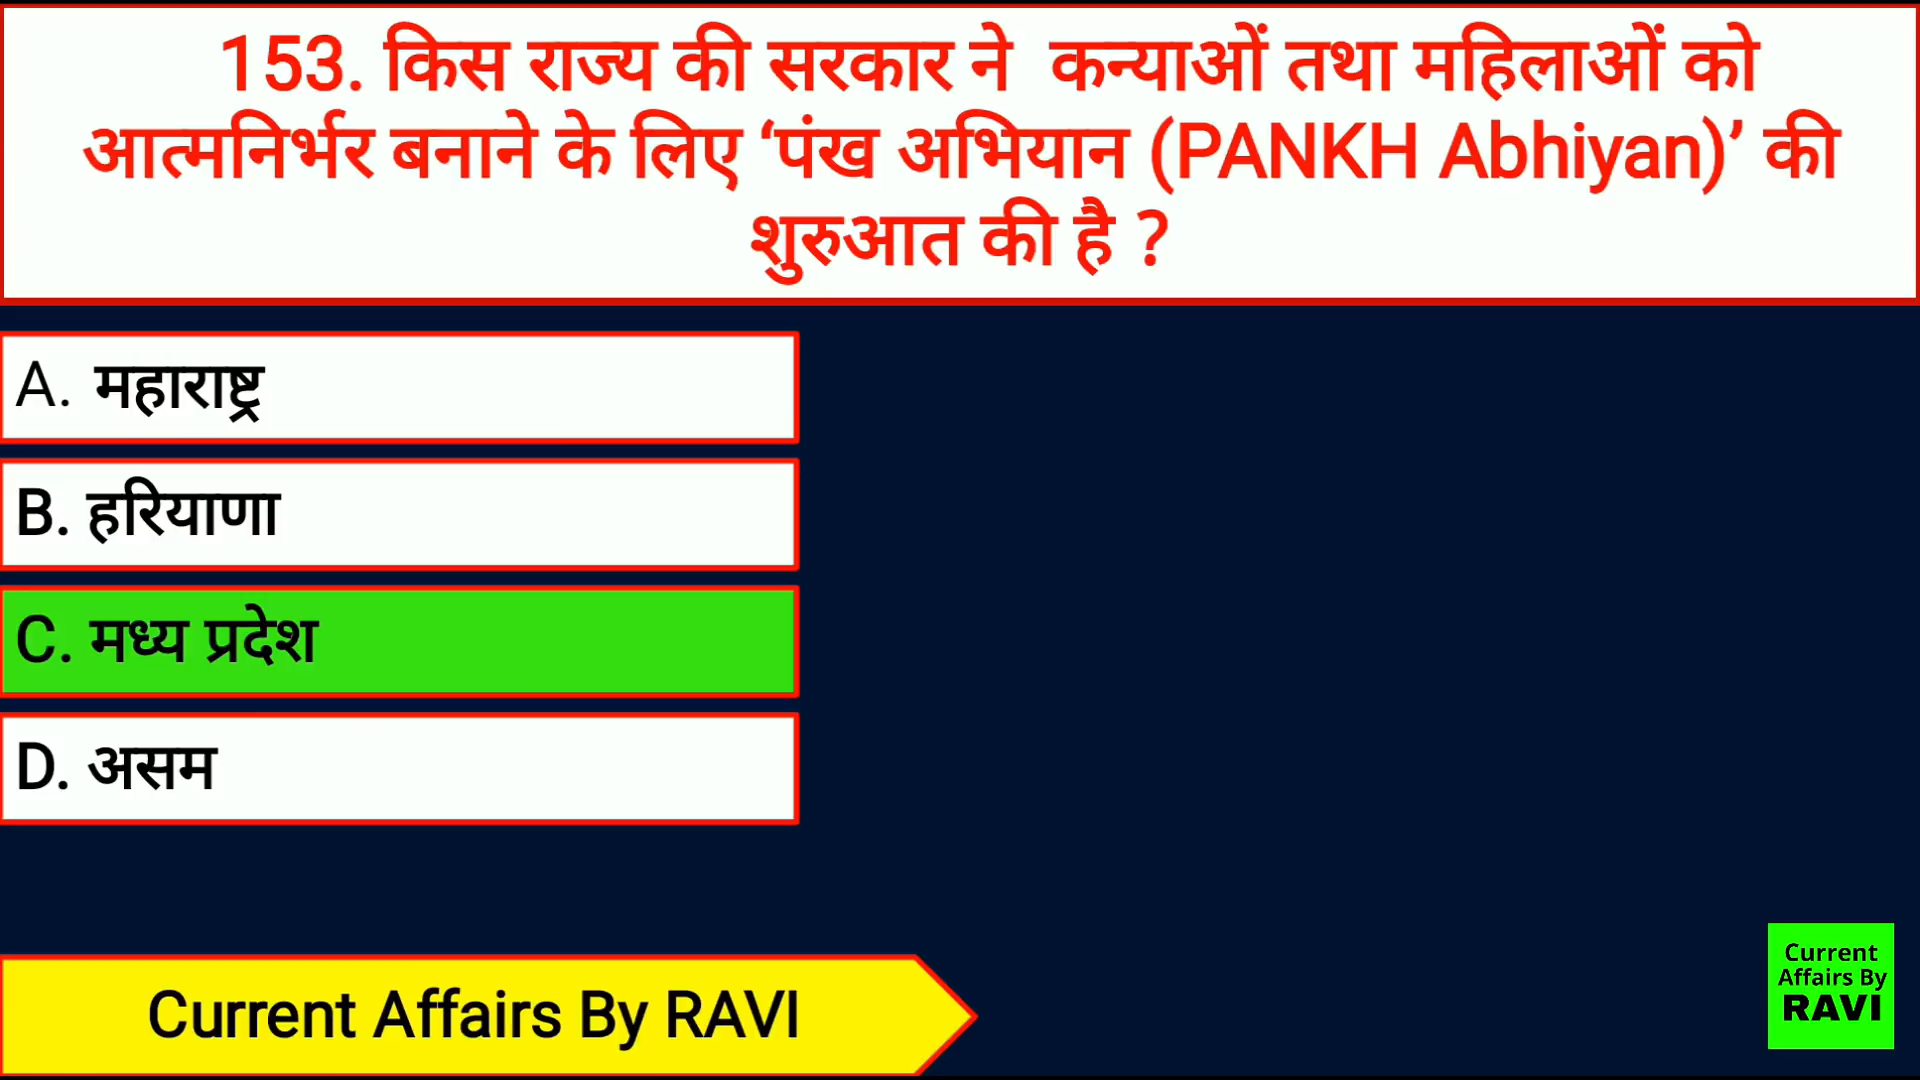 153. किस राज्य की सरकार ने कन्याओं तथा महिलाओं को
आत्मनिर्भर बनाने के लिए ‘पंख अभियान (PANKH Abhiyan)’ की
शुरुआत की है ?
A. महाराष्ट्र
B. हरियाणा
C. मध्य प्रदेश
D. असम
Current Affairs By RAVI
Current
Affairs By
RAVI